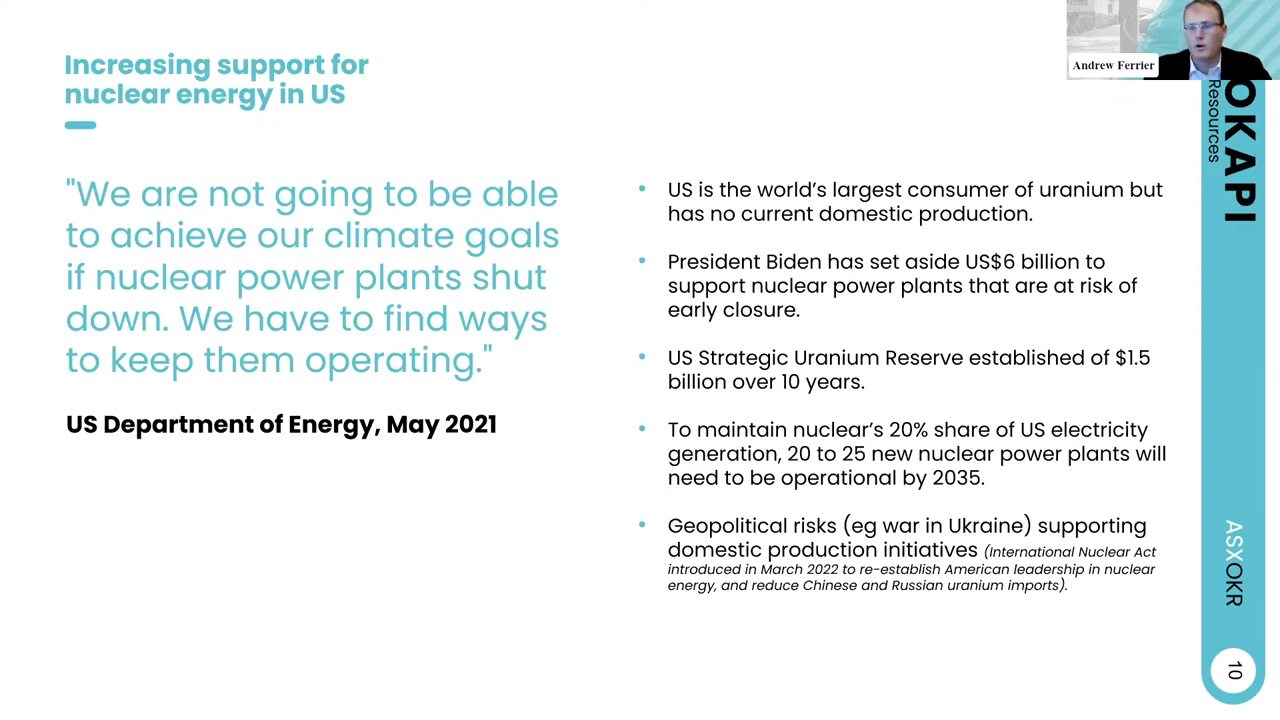 Increasing support for
nuclear energy in US
"We are not going to be able
to achieve our climate goals
if nuclear power plants shut
down. We have to find ways
to keep them operating."
US Department of Energy, May 2021
• US is the world's largest consumer of uranium but
has no current domestic production.
• President Biden has set aside US$6 billion to
support nuclear power plants that are at risk of
early closure.
• US Strategic Uranium Reserve established of $1.5
billion over 10 years.
• To maintain nuclear's 20% share of US electricity
generation, 20 to 25 new nuclear power plants will
need to be operational by 2035.
• Geopolitical risks (eg war in Ukraine) supporting
domestic production initiatives (International Nuclear Act
introduced in March 2022 to re-establish American leadership in nuclear
energy, and reduce Chinese and Russian uranium imports).
Andrew Ferrier
OKAPI
Resources
ASXOKR
10